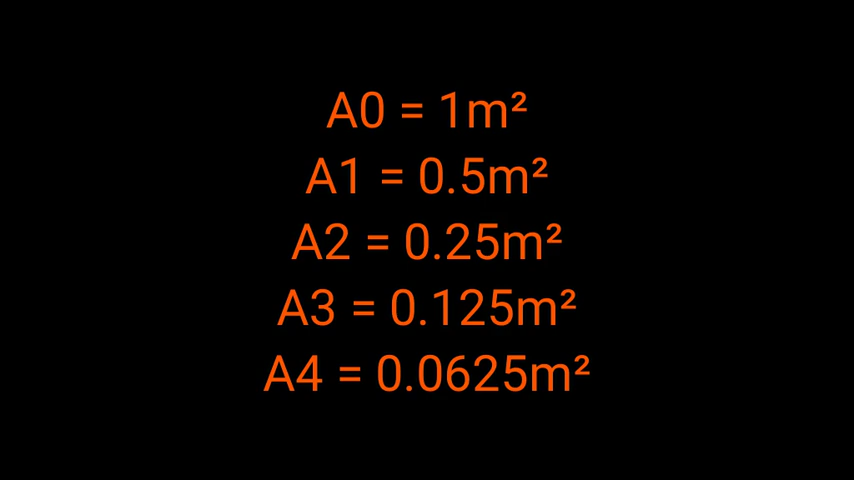 A0 = 1m²
A1 = 0.5m²
A2 = 0.25m²
A3 = 0.125m²
A4 = 0.0625m²